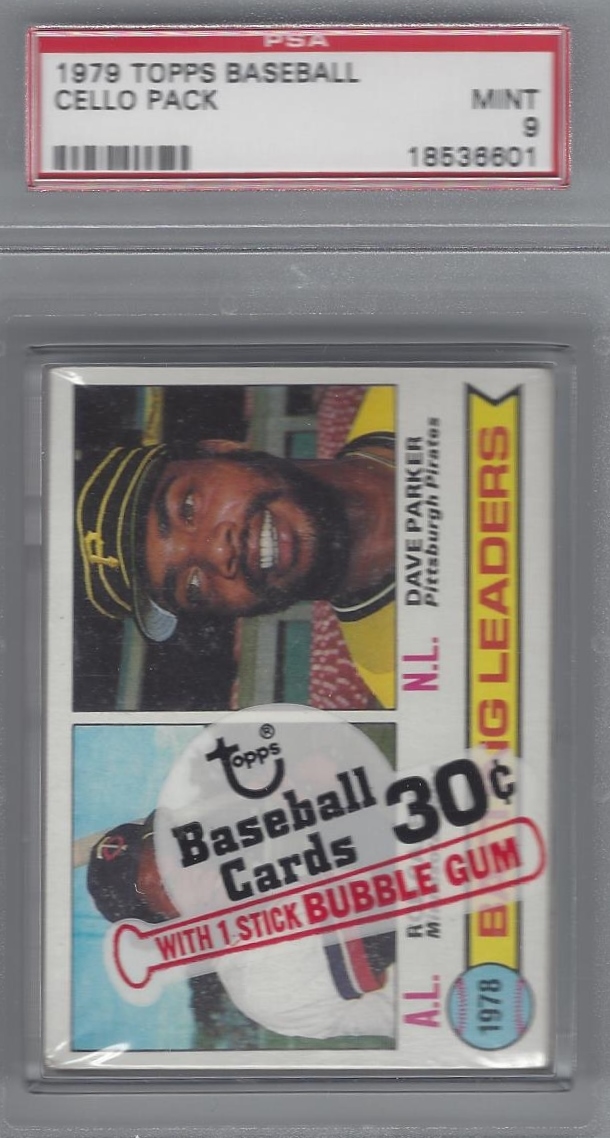 PSA
1979 TOPPS BASEBALL
CELLO PACK
MINT
9
18536601
P
DAVE PARKER
Pittsburgh Pirates
N.L.
Topps®
Baseball
Cards
30¢
WITH 1 STICK BUBBLE GUM
A.L.
LEADERS
1978